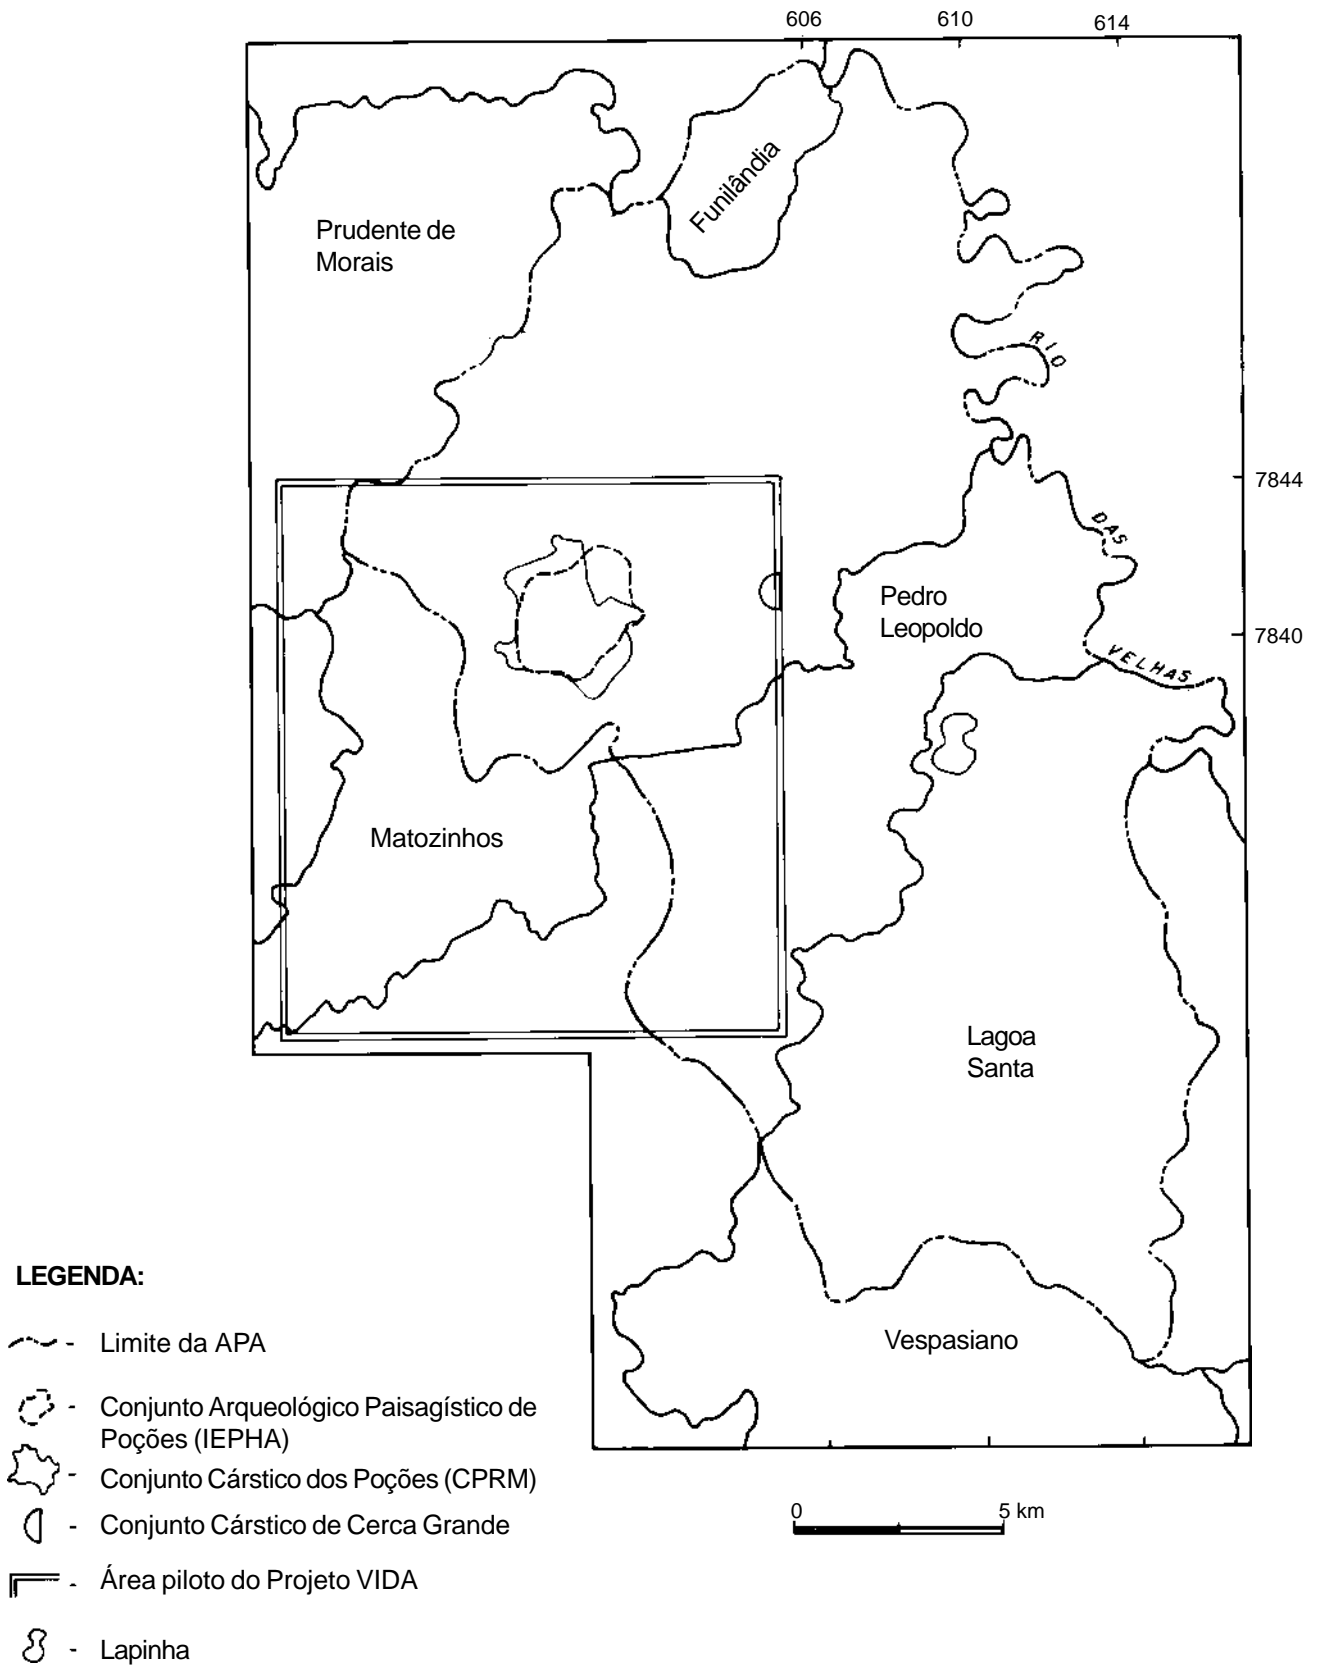 606
610
614
Funilândia
Prudente de
Morais
RIO
7844
DAS
Pedro
Leopoldo
7840
VELHAS
Matozinhos
Lagoa
Santa
LEGENDA:
Vespasiano
- Limite da APA
- Conjunto Arqueológico Paisagístico de
Poções (IEPHA)
- Conjunto Cárstico dos Poções (CPRM)
- Conjunto Cárstico de Cerca Grande
- Área piloto do Projeto VIDA
- Lapinha
0 5 km